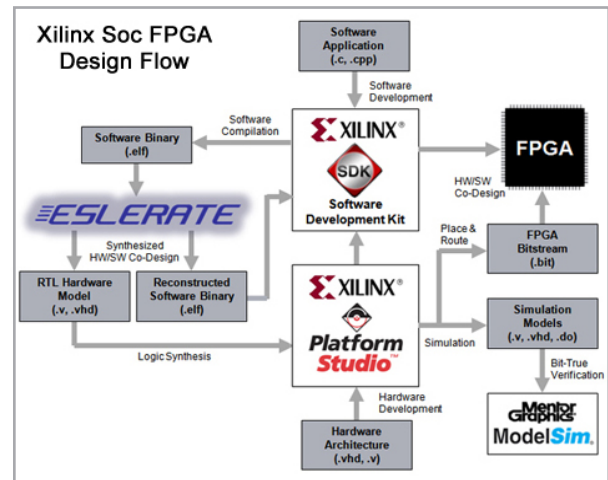 Xilinx Soc FPGA
Design Flow
Software
Application
(.c, .cpp)
Software
Development
Software
Compilation
Software Binary
(.elf)
XILINX®
SDK
Software
Development Kit
FPGA
HW/SW
Co-Design
ESLERATE
Synthesized
HW/SW Co-Design
Place &
Route
FPGA
Bitstream
(.bit)
RTL Hardware
Model
(.v, .vhd)
Reconstructed
Software Binary
(.elf)
XILINX®
Platform
Studio™
Simulation
Simulation
Models
(.v, .vhd, .do)
Logic Synthesis
Bit-True
Verification
Hardware
Development
Mentor
Graphics®
ModelSim®
Hardware
Architecture
(.vhd, .v)